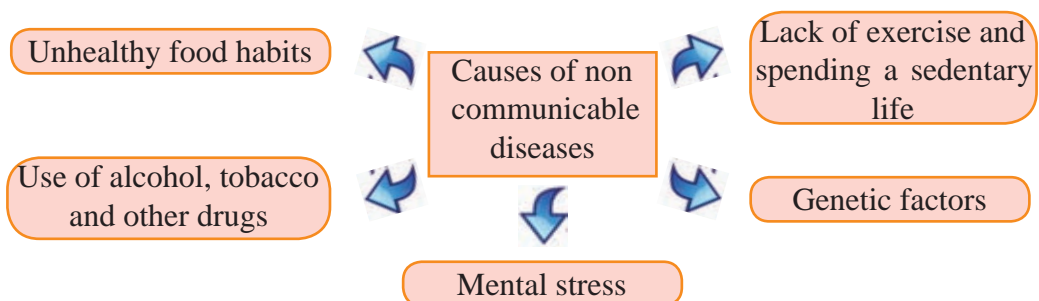 Unhealthy food habits
Causes of non
communicable
diseases
Lack of exercise and
spending a sedentary
life
Use of alcohol, tobacco
and other drugs
Genetic factors
Mental stress